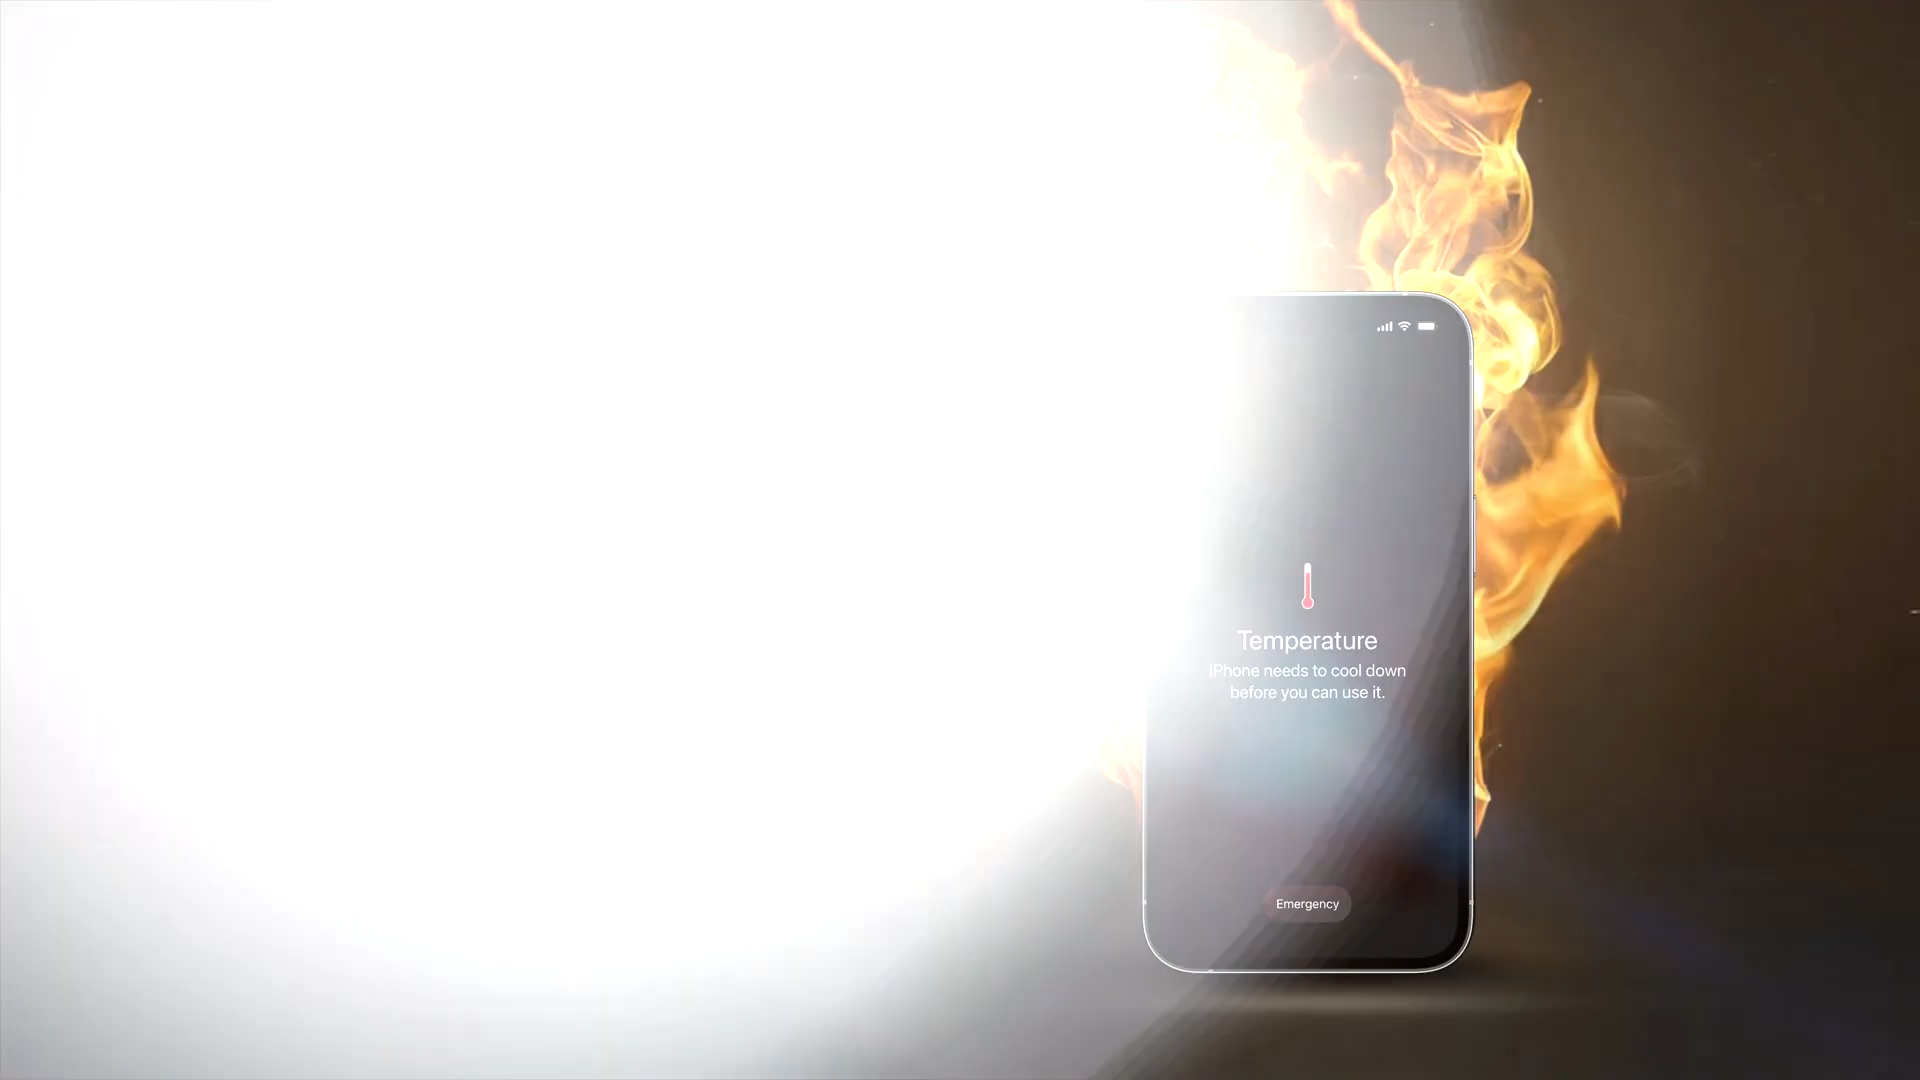 Temperature
iPhone needs to cool down
before you can use it.
Emergency